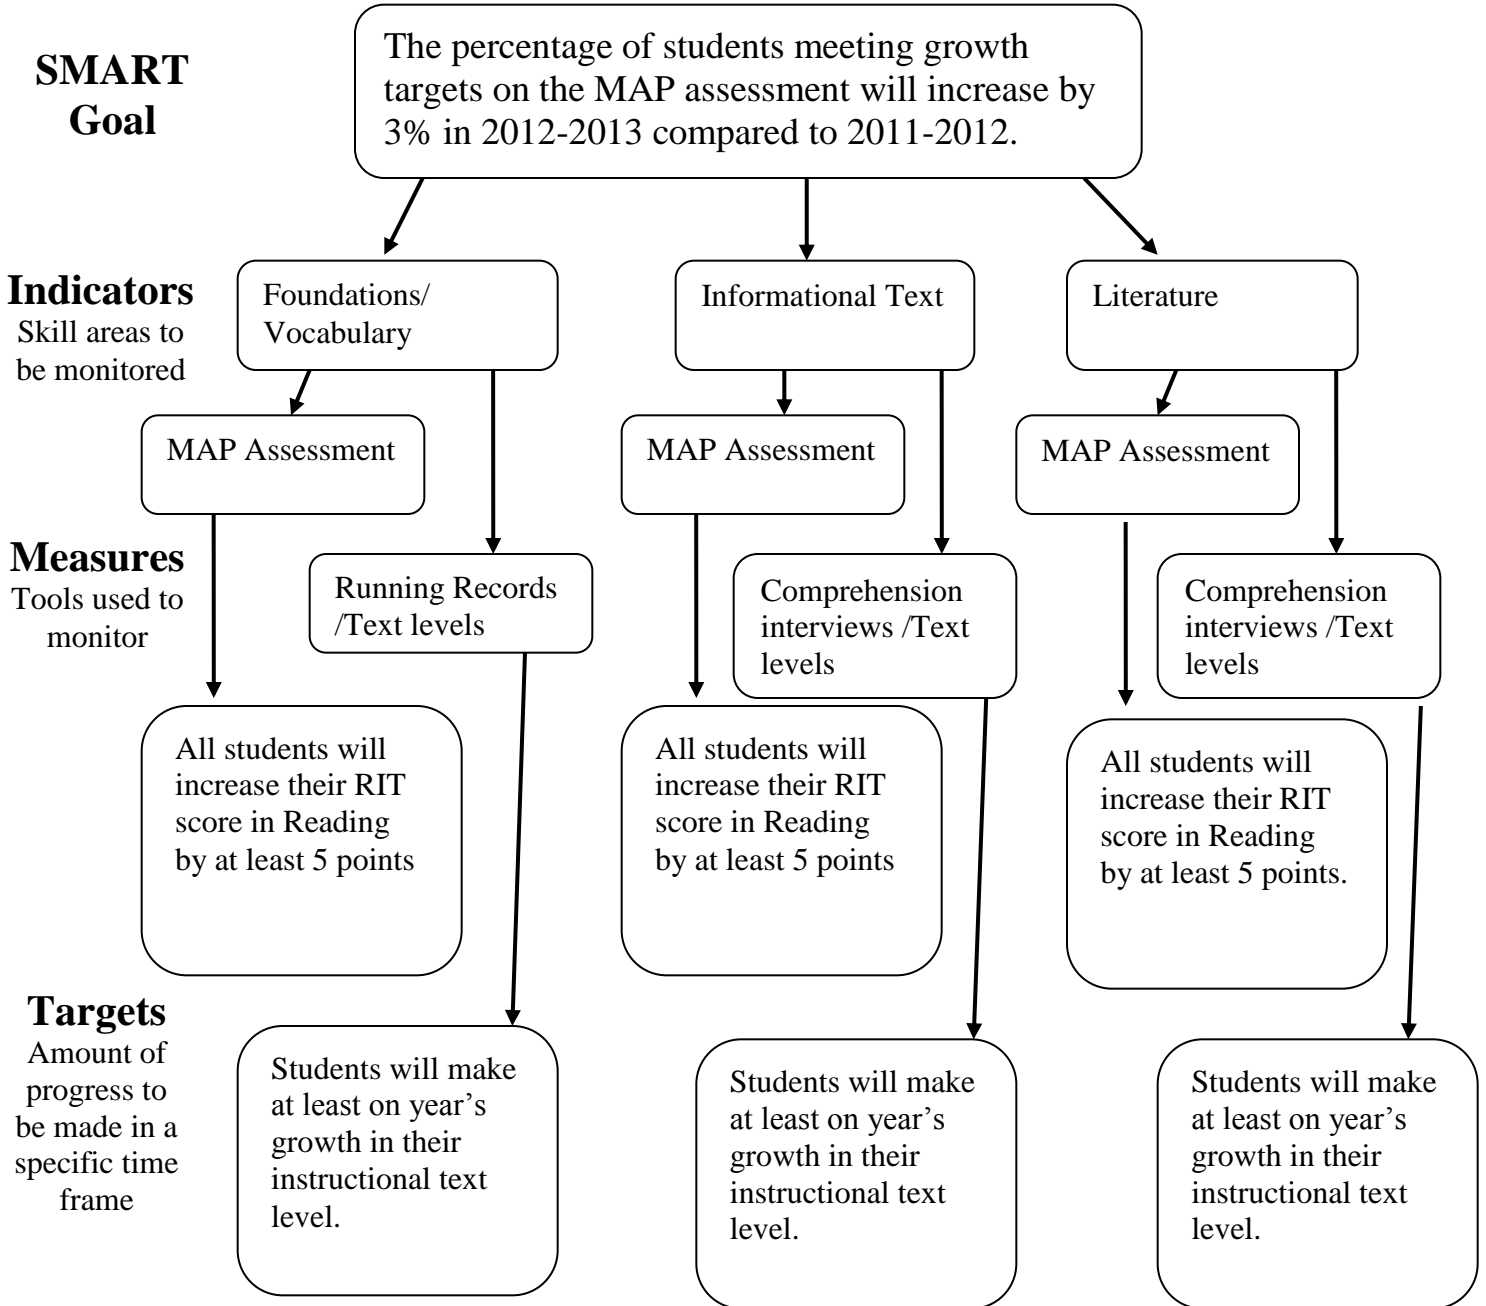 SMART
Goal
The percentage of students meeting growth
targets on the MAP assessment will increase by
3% in 2012-2013 compared to 2011-2012.
Indicators
Skill areas to
be monitored
Foundations/
Vocabulary
Informational Text
Literature
MAP Assessment
MAP Assessment
MAP Assessment
Measures
Tools used to
monitor
Running Records
/Text levels
Comprehension
interviews /Text
levels
Comprehension
interviews /Text
levels
All students will
increase their RIT
score in Reading
by at least 5 points
All students will
increase their RIT
score in Reading
by at least 5 points
All students will
increase their RIT
score in Reading
by at least 5 points.
Targets
Amount of
progress to
be made in a
specific time
frame
Students will make
at least on year’s
growth in their
instructional text
level.
Students will make
at least on year’s
growth in their
instructional text
level.
Students will make
at least on year’s
growth in their
instructional text
level.